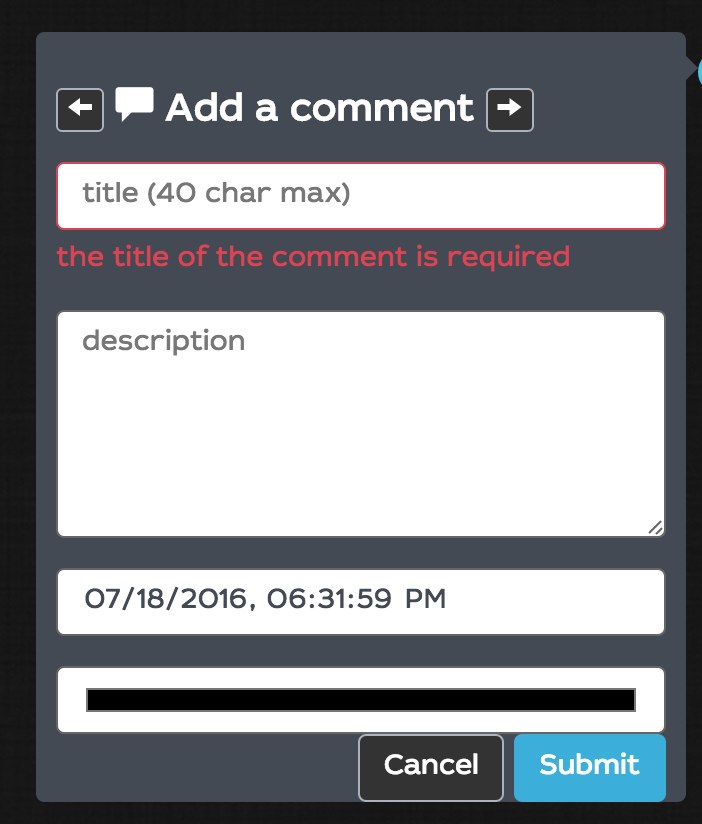 Add a comment
title (40 char max)
the title of the comment is required
description
07/18/2016, 06:31:59 PM
Cancel Submit